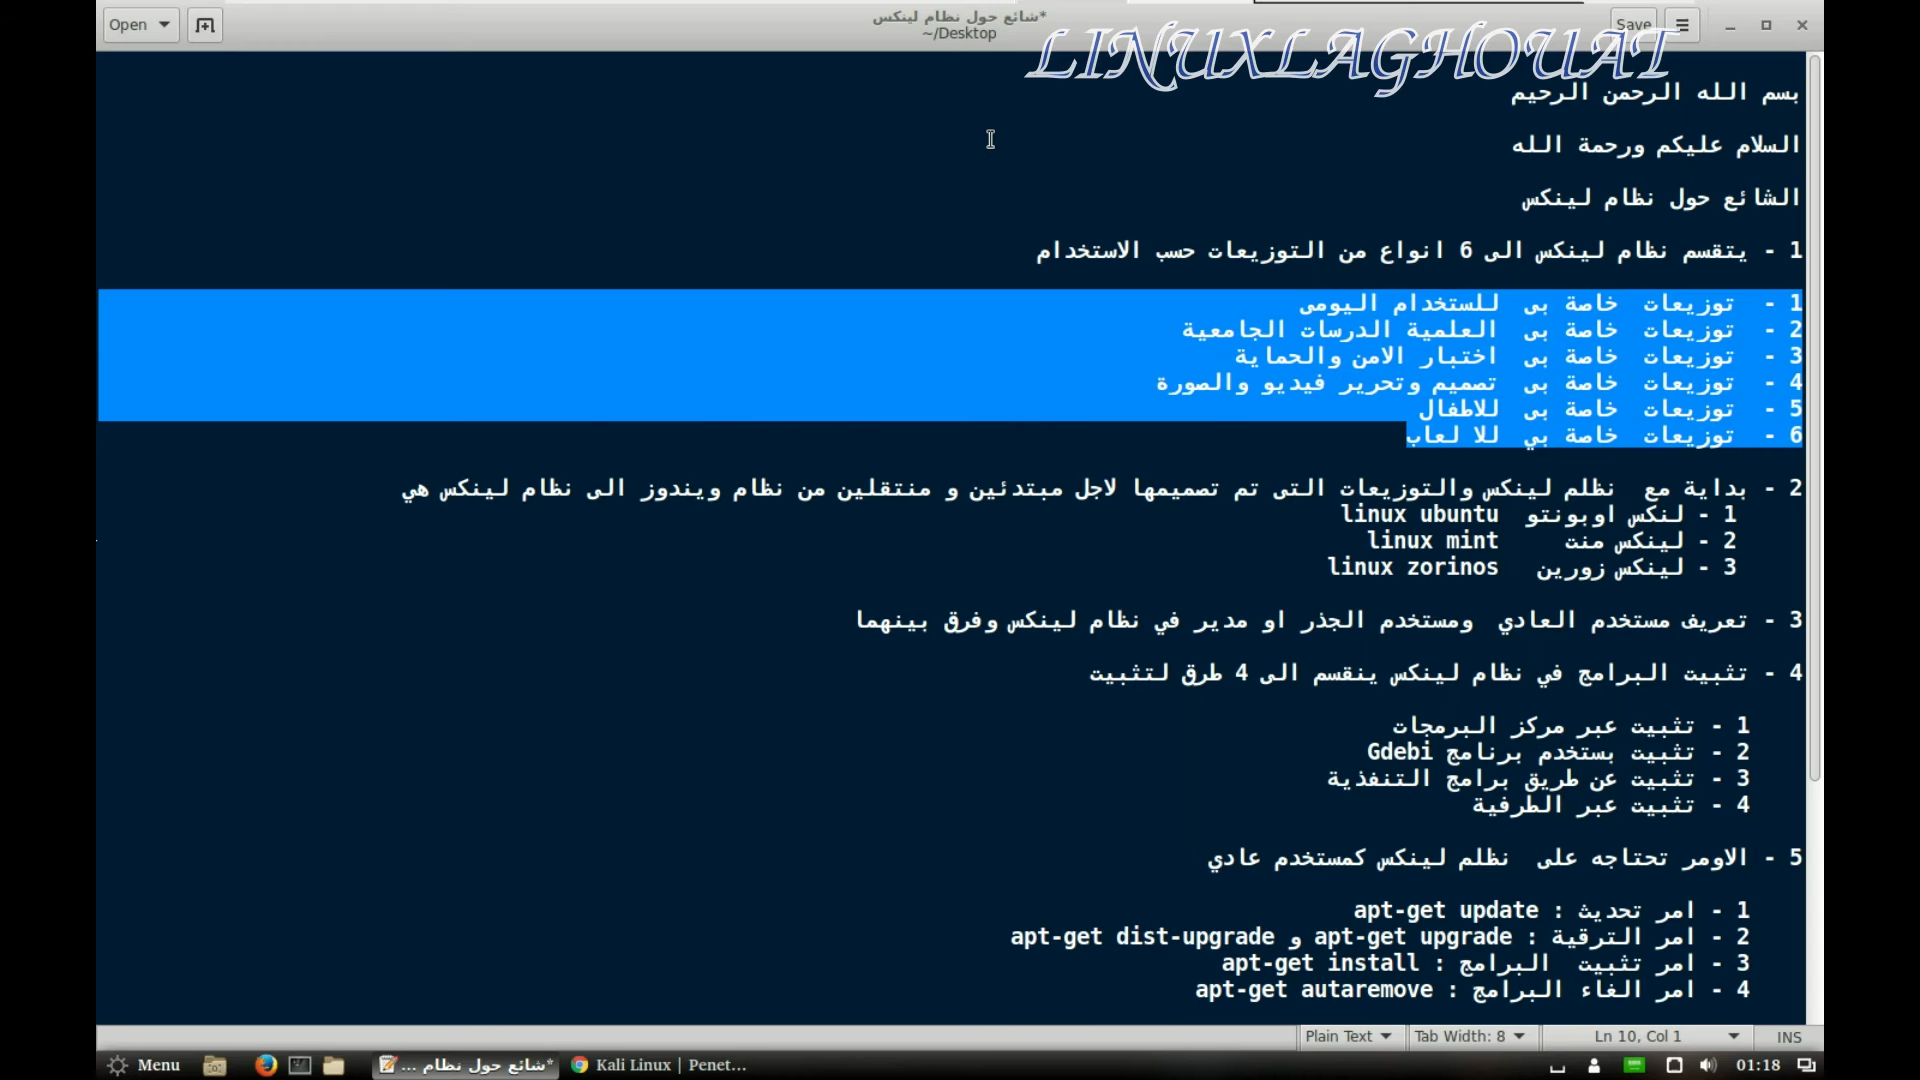 Open
*شائع حول نظام لينكس
~/Desktop
Save
LINUXLAGHOUAT
بسم الله الرحمن الرحيم
السلام عليكم ورحمة الله
الشائع حول نظام لينكس
1 - يتقسم نظام لينكس الى 6 انواع من التوزيعات حسب الاستخدام
1 - توزيعات خاصة بى للستخدام اليومى
2 - توزيعات خاصة بى العلمية الدرسات الجامعية
3 - توزيعات خاصة بى اختبار الامن والحماية
4 - توزيعات خاصة بى تصميم وتحرير فيديو والصورة
5 - توزيعات خاصة بى للاطفال
6 - توزيعات خاصة بي للا لعاب
2 - بداية مع نظلم لينكس والتوزيعات التى تم تصميمها لاجل مبتدئين و منتقلين من نظام ويندوز الى نظام لينكس هي
1 - لنكس اوبونتو linux ubuntu
2 - لينكس منت linux mint
3 - لينكس زورين linux zorinos
3 - تعريف مستخدم العادي ومستخدم الجذر او مدير في نظام لينكس وفرق بينهما
4 - تثبيت البرامج في نظام لينكس ينقسم الى 4 طرق لتثبيت
1 - تثبيت عبر مركز البرمجات
2 - تثبيت بستخدم برنامج Gdebi
3 - تثبيت عن طريق برامج التنفذية
4 - تثبيت عبر الطرفية
5 - الاومر تحتاجه على نظلم لينكس كمستخدم عادي
1 - امر تحديث : apt-get update
2 - امر الترقية : apt-get upgrade و apt-get dist-upgrade
3 - امر تثبيت البرامج : apt-get install
4 - امر الغاء البرامج : apt-get autaremove
Plain Text
Tab Width: 8
Ln 10, Col 1
INS
Menu
*شائع حول نظام ...
Kali Linux | Penet...
01:18